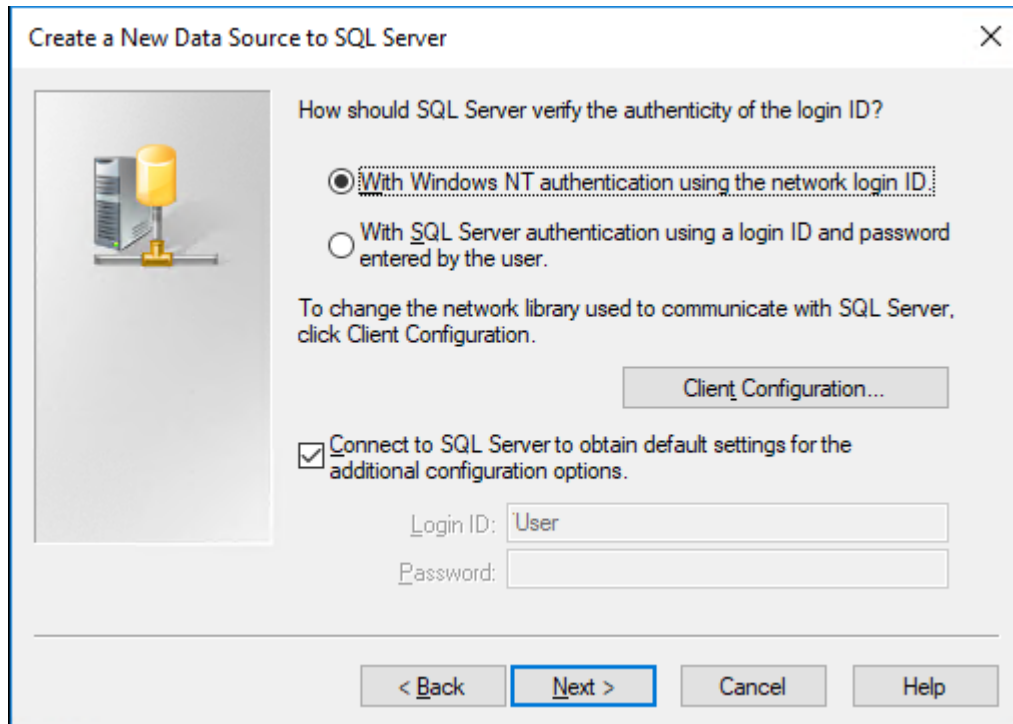 Create a New Data Source to SQL Server
How should SQL Server verify the authenticity of the login ID?
With Windows NT authentication using the network login ID.
With SQL Server authentication using a login ID and password
entered by the user.
To change the network library used to communicate with SQL Server,
click Client Configuration.
Client Configuration...
Connect to SQL Server to obtain default settings for the
additional configuration options.
Login ID: User
Password:
< Back Next > Cancel Help